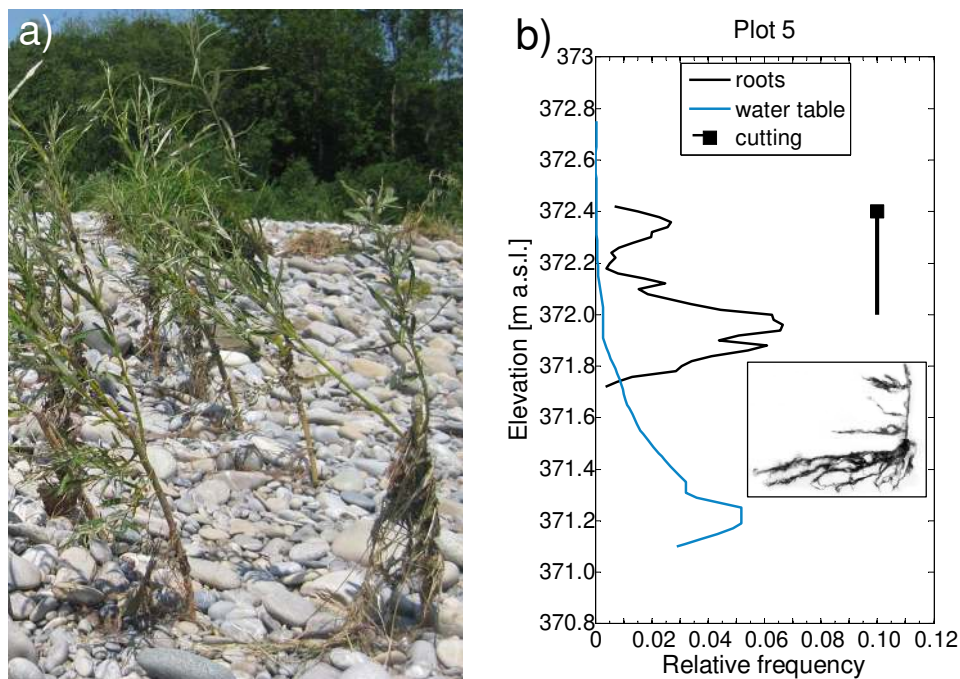 a)
b)
Plot 5
373
372.8
372.6
372.4
372.2
372.0
371.8
371.6
371.4
371.2
371.0
370.8
Elevation [m a.s.l.]
roots
water table
cutting
0 0.02 0.04 0.06 0.08 0.10 0.12
Relative frequency